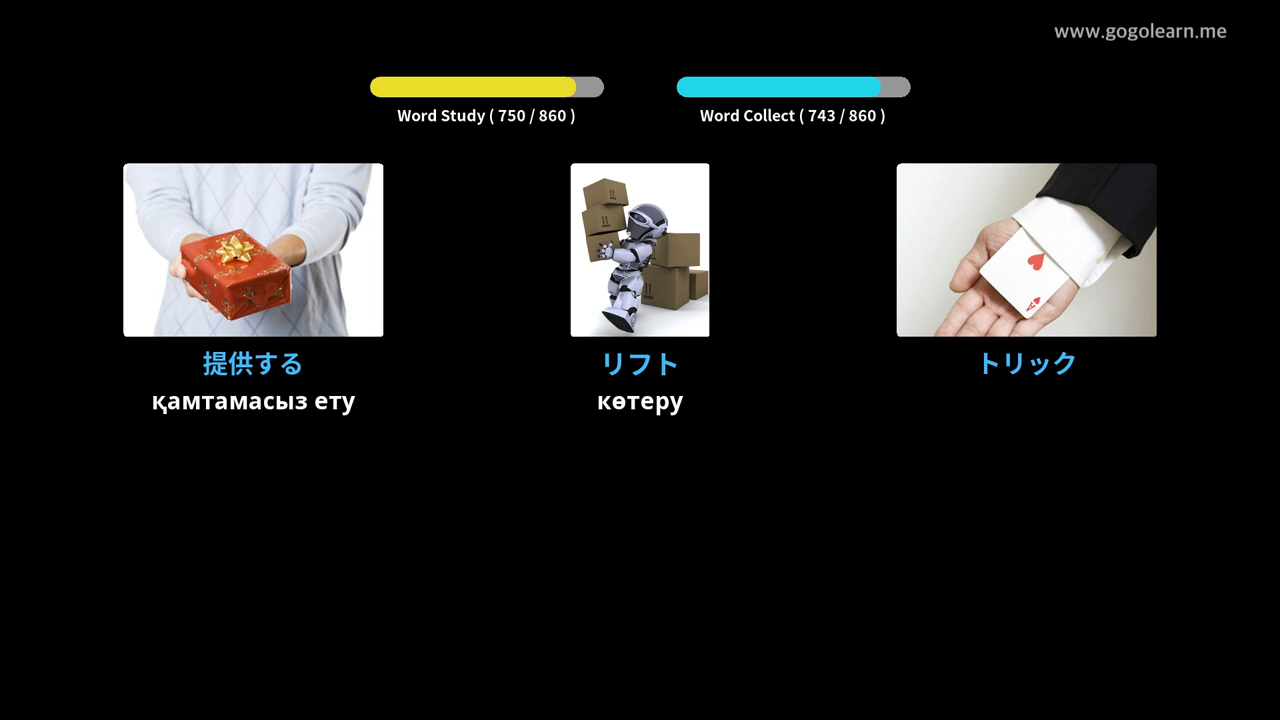 www.gogolearn.me
Word Study ( 750 / 860 )
Word Collect ( 743 / 860 )
提供する
リフト
トリック
қамтамасыз ету
көтеру
A